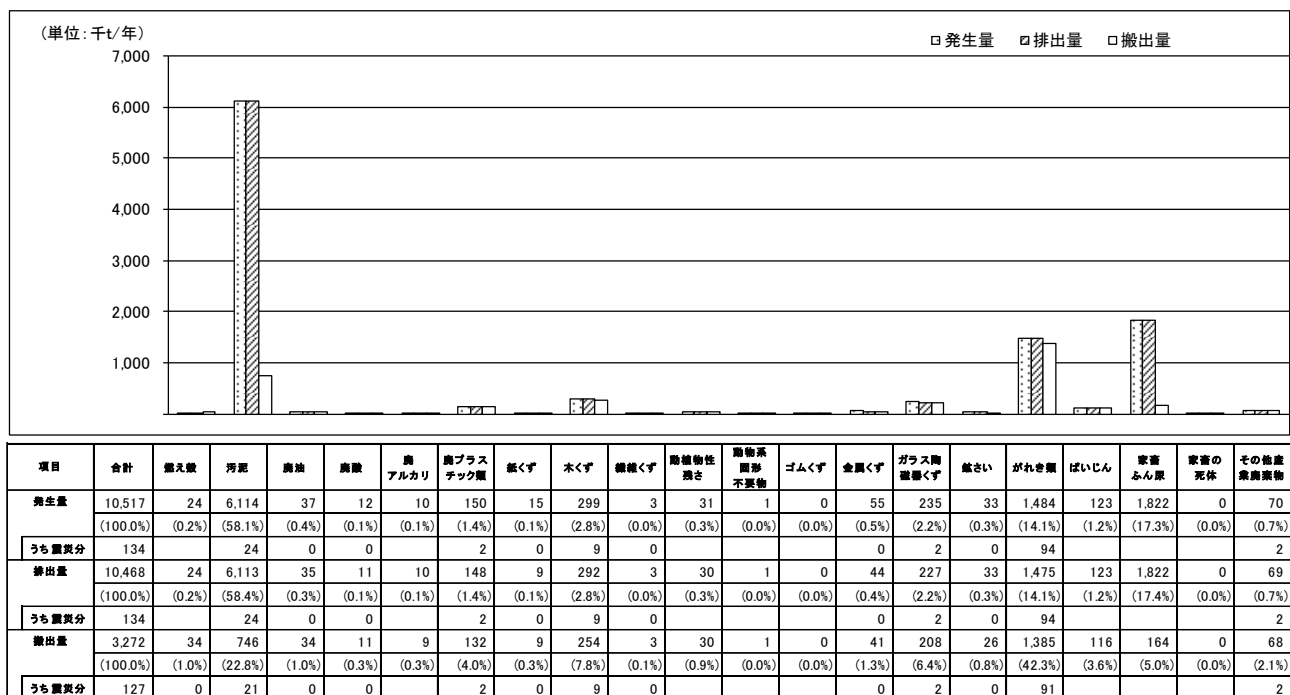 (単位:千t/年)
発生量 排出量 搬出量
7,000
6,000
5,000
4,000
3,000
2,000
1,000
項目 合計 燃え殻 汚泥 廃油 廃酸 廃アルカリ 廃プラスチック類 紙くず 木くず 繊維くず 動植物性残さ 動物系固形不要物 ゴムくず 金属くず ガラス陶磁器くず 鉱さい がれき類 ばいじん 家畜ふん尿 家畜の死体 その他産業廃棄物
発生量 10,517 24 6,114 37 12 10 150 15 299 3 31 1 0 55 235 33 1,484 123 1,822 0 70
(100.0%) (0.2%) (58.1%) (0.4%) (0.1%) (0.1%) (1.4%) (0.1%) (2.8%) (0.0%) (0.3%) (0.0%) (0.0%) (0.5%) (2.2%) (0.3%) (14.1%) (1.2%) (17.3%) (0.0%) (0.7%)
うち震災分 134 24 0 0 2 0 9 0 0 2 0 94 2
排出量 10,468 24 6,113 35 11 10 148 9 292 3 30 1 0 44 227 33 1,475 123 1,822 0 69
(100.0%) (0.2%) (58.4%) (0.3%) (0.1%) (0.1%) (1.4%) (0.1%) (2.8%) (0.0%) (0.3%) (0.0%) (0.0%) (0.4%) (2.2%) (0.3%) (14.1%) (1.2%) (17.4%) (0.0%) (0.7%)
うち震災分 134 24 0 0 2 0 9 0 0 2 0 94 2
搬出量 3,272 34 746 34 11 9 132 9 254 3 30 1 0 41 208 26 1,385 116 164 0 68
(100.0%) (1.0%) (22.8%) (1.0%) (0.3%) (0.3%) (4.0%) (0.3%) (7.8%) (0.1%) (0.9%) (0.0%) (0.0%) (1.3%) (6.4%) (0.8%) (42.3%) (3.6%) (5.0%) (0.0%) (2.1%)
うち震災分 127 0 21 0 0 2 0 9 0 0 2 0 91 2